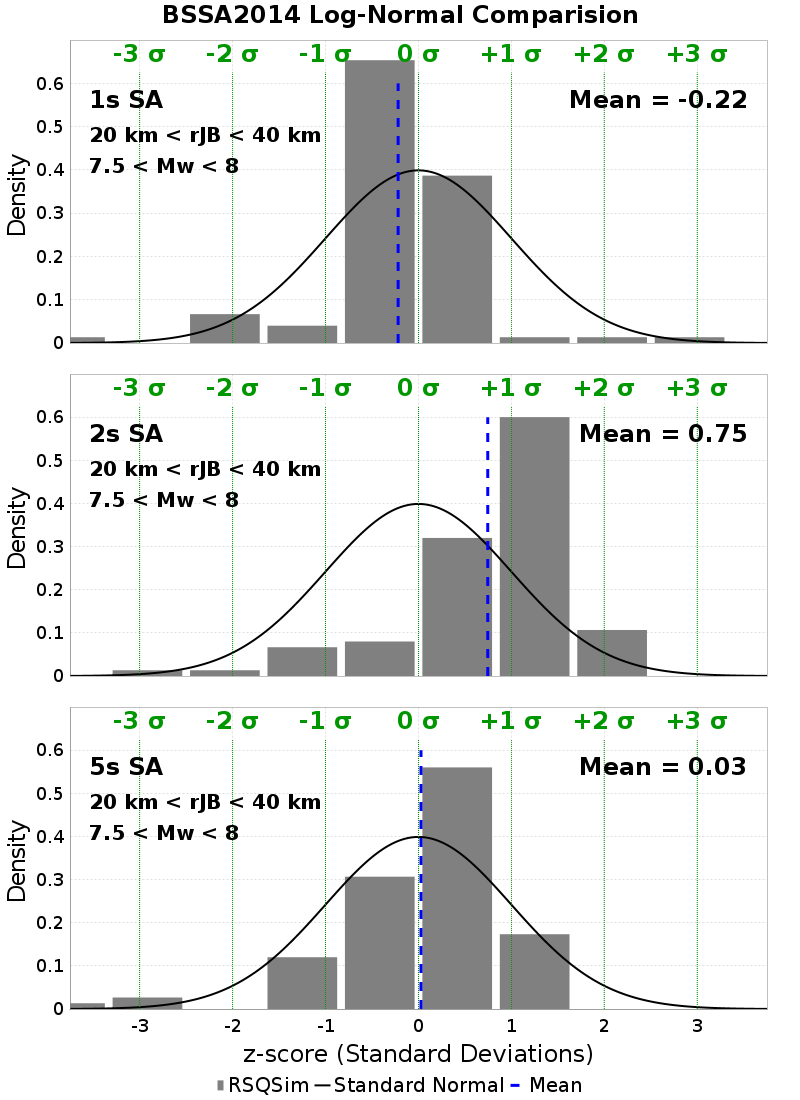 BSSA2014 Log-Normal Comparision
-3 σ -2 σ -1 σ 0 σ +1 σ +2 σ +3 σ
1s SA Mean = -0.22
20 km < rJB < 40 km
7.5 < Mw < 8
Density
0.6
0.5
0.4
0.3
0.2
0.1
0
-3 σ -2 σ -1 σ 0 σ +1 σ +2 σ +3 σ
2s SA Mean = 0.75
20 km < rJB < 40 km
7.5 < Mw < 8
Density
0.6
0.5
0.4
0.3
0.2
0.1
0
-3 σ -2 σ -1 σ 0 σ +1 σ +2 σ +3 σ
5s SA Mean = 0.03
20 km < rJB < 40 km
7.5 < Mw < 8
Density
0.6
0.5
0.4
0.3
0.2
0.1
0
-3 -2 -1 0 1 2 3
z-score (Standard Deviations)
RSQSim Standard Normal Mean